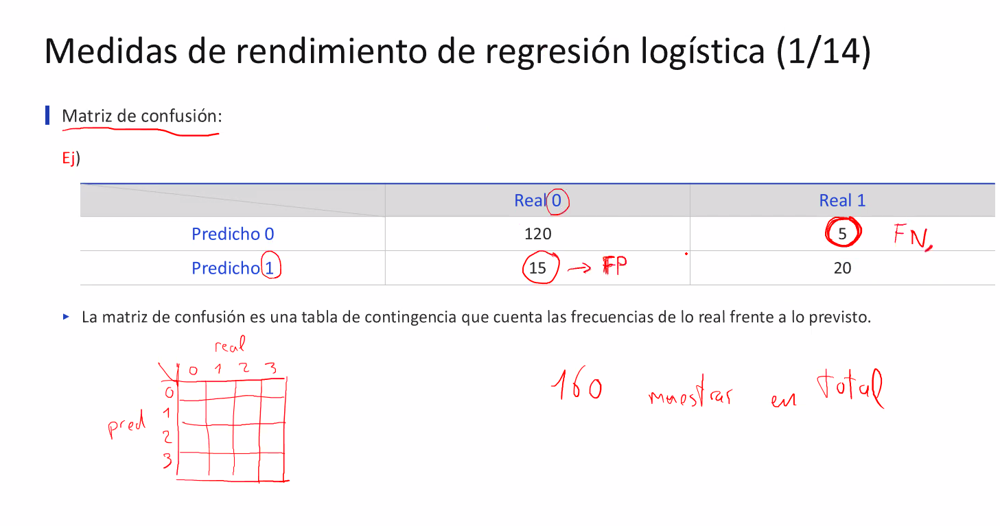 Medidas de rendimiento de regresión logística (1/14)
Matriz de confusión:
Ej)
Real 0 Real 1
Predicho 0 120 5 FN
Predicho 1 15 → FP 20
▸ La matriz de confusión es una tabla de contingencia que cuenta las frecuencias de lo real frente a lo previsto.
real
0 1 2 3
0
1
pred
2
3
160 muestras en total